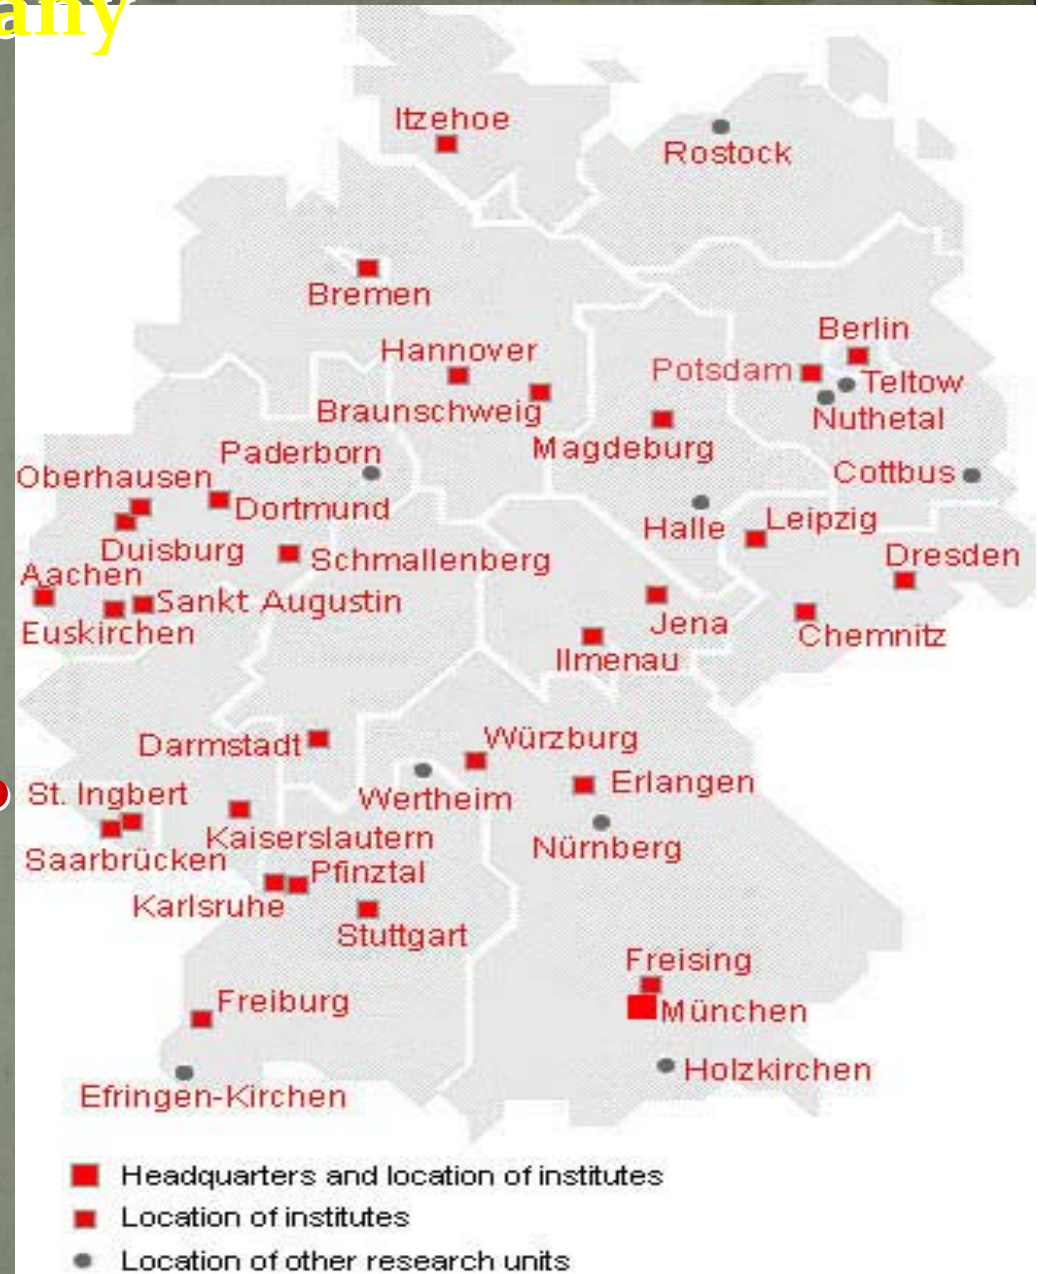 any
Itzehoe
Rostock
Bremen
Berlin
Hannover
Potsdam
Teltow
Braunschweig
Nuthetal
Magdeburg
Paderborn
Cottbus
Oberhausen
Dortmund
Halle
Leipzig
Duisburg
Schmallenberg
Dresden
Aachen
Sankt Augustin
Euskirchen
Jena
Chemnitz
Ilmenau
Würzburg
Darmstadt
Erlangen
St. Ingbert
Wertheim
Kaiserslautern
Nürnberg
Saarbrücken
Pfinztal
Karlsruhe
Stuttgart
Freising
Freiburg
München
Holzkirchen
Efringen-Kirchen
Headquarters and location of institutes
Location of institutes
Location of other research units